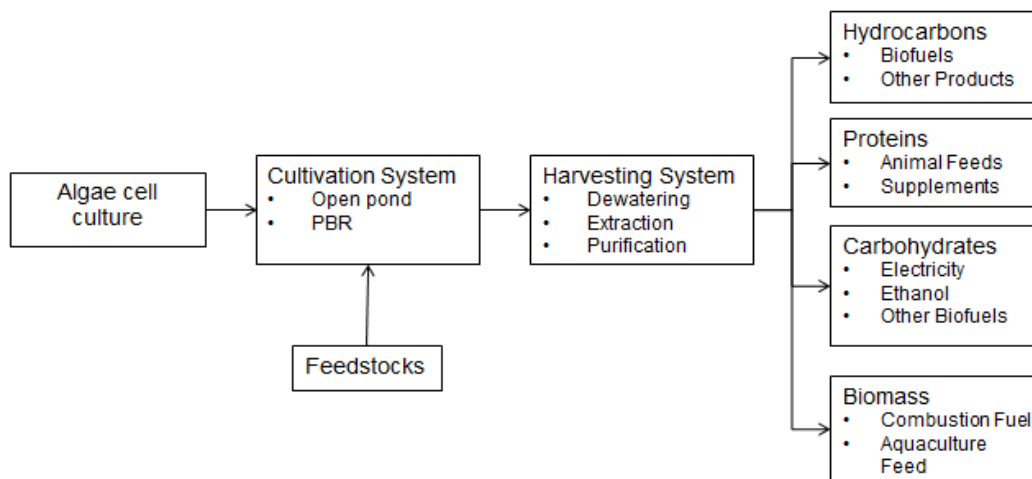 Algae cell
culture
Cultivation System
• Open pond
• PBR
Feedstocks
Harvesting System
• Dewatering
• Extraction
• Purification
Hydrocarbons
• Biofuels
• Other Products
Proteins
• Animal Feeds
• Supplements
Carbohydrates
• Electricity
• Ethanol
• Other Biofuels
Biomass
• Combustion Fuel
• Aquaculture
Feed